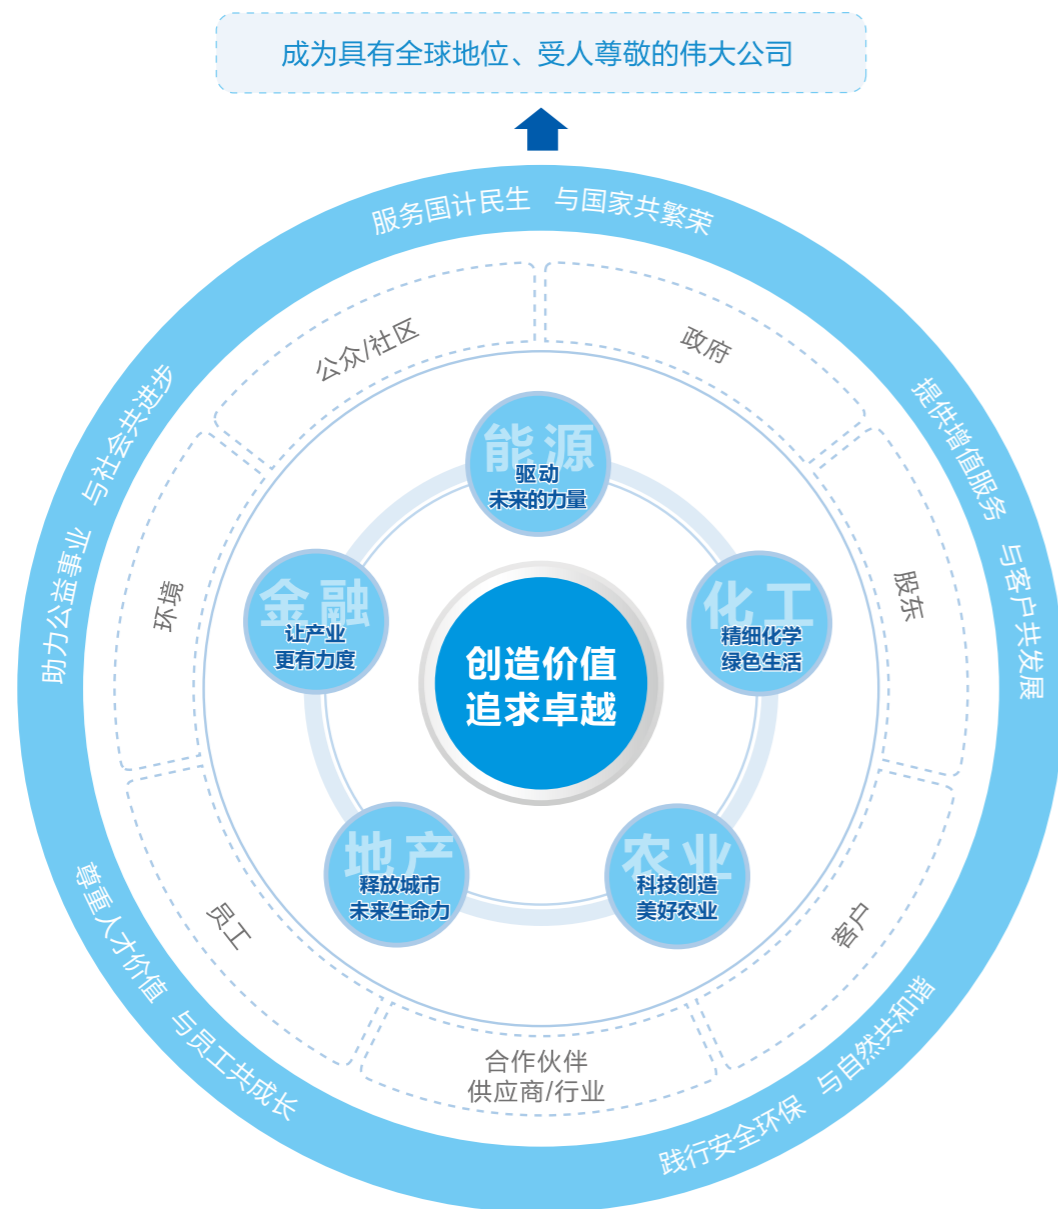 成为具有全球地位、受人尊敬的伟大公司
服务国计民生 与国家共繁荣
提供增值服务 与客户共发展
践行安全环保 与自然共和谐
尊重人才价值 与员工共成长
助力公益事业 与社会共进步
公众/社区
政府
股东
客户
合作伙伴
供应商/行业
员工
环境
能源
驱动
未来的力量
化工
精细化学
绿色生活
农业
科技创造
美好农业
地产
释放城市
未来生命力
金融
让产业
更有力度
创造价值
追求卓越